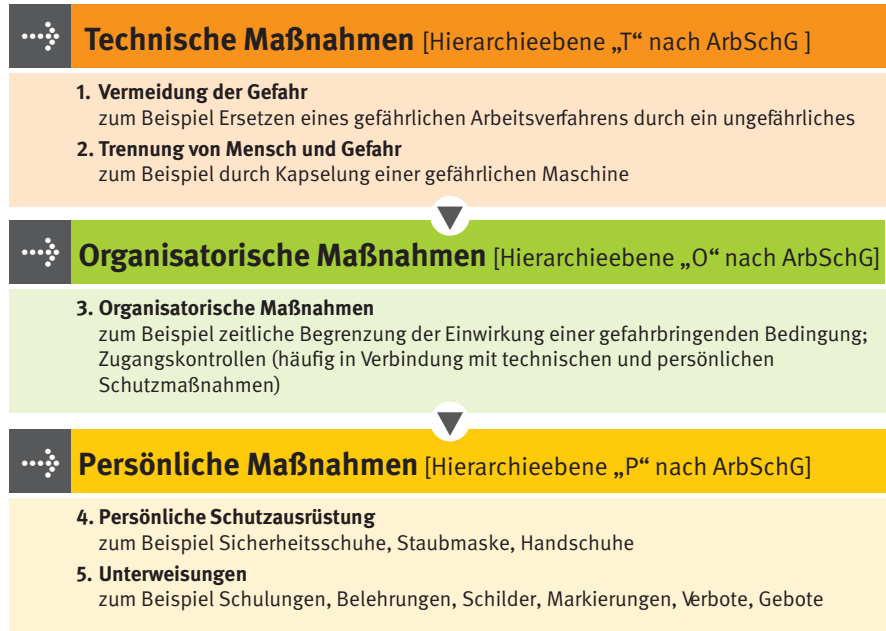 Technische Maßnahmen [Hierarchieebene „T“ nach ArbSchG ]
1. Vermeidung der Gefahr
zum Beispiel Ersetzen eines gefährlichen Arbeitsverfahrens durch ein ungefährliches
2. Trennung von Mensch und Gefahr
zum Beispiel durch Kapselung einer gefährlichen Maschine
Organisatorische Maßnahmen [Hierarchieebene „O“ nach ArbSchG]
3. Organisatorische Maßnahmen
zum Beispiel zeitliche Begrenzung der Einwirkung einer gefahrbringenden Bedingung;
Zugangskontrollen (häufig in Verbindung mit technischen und persönlichen
Schutzmaßnahmen)
Persönliche Maßnahmen [Hierarchieebene „P“ nach ArbSchG]
4. Persönliche Schutzausrüstung
zum Beispiel Sicherheitsschuhe, Staubmaske, Handschuhe
5. Unterweisungen
zum Beispiel Schulungen, Belehrungen, Schilder, Markierungen, Verbote, Gebote